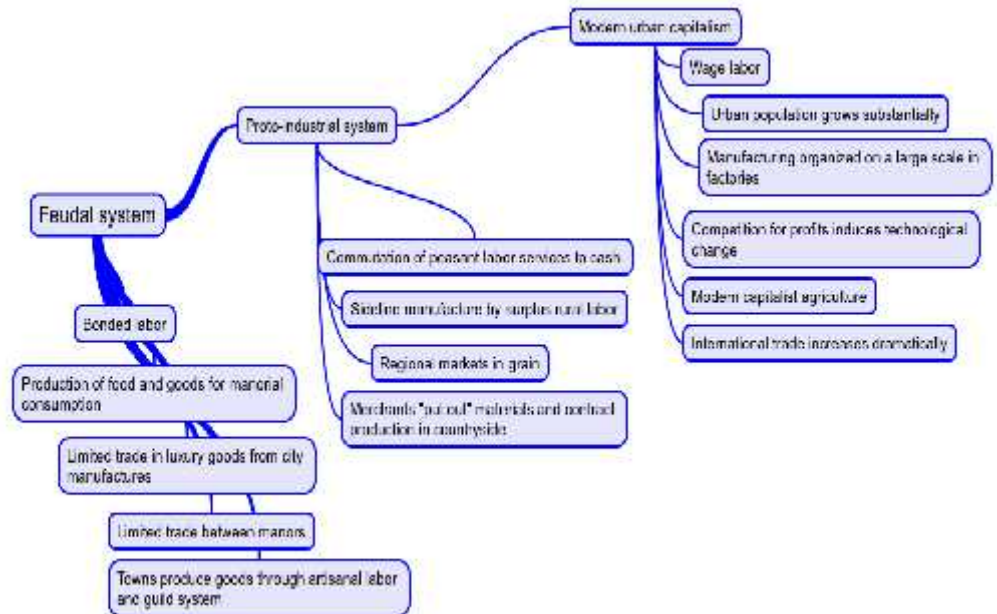 Modern urban capitalism
Wage labor
Urban population grows substantially
Manufacturing organized on a large scale in
factories
Competition for profits induces technological
change
Modern capitalist agriculture
International trade increases dramatically
Proto-industrial system
Commutation of peasant labor services to cash
Sideline manufacture by surplus rural labor
Regional markets in grain
Merchants "put out" materials and contract
production in countryside
Feudal system
Bonded labor
Production of food and goods for manorial
consumption
Limited trade in luxury goods from city
manufactures
Limited trade between manors
Towns produce goods through artisanal labor
and guild system